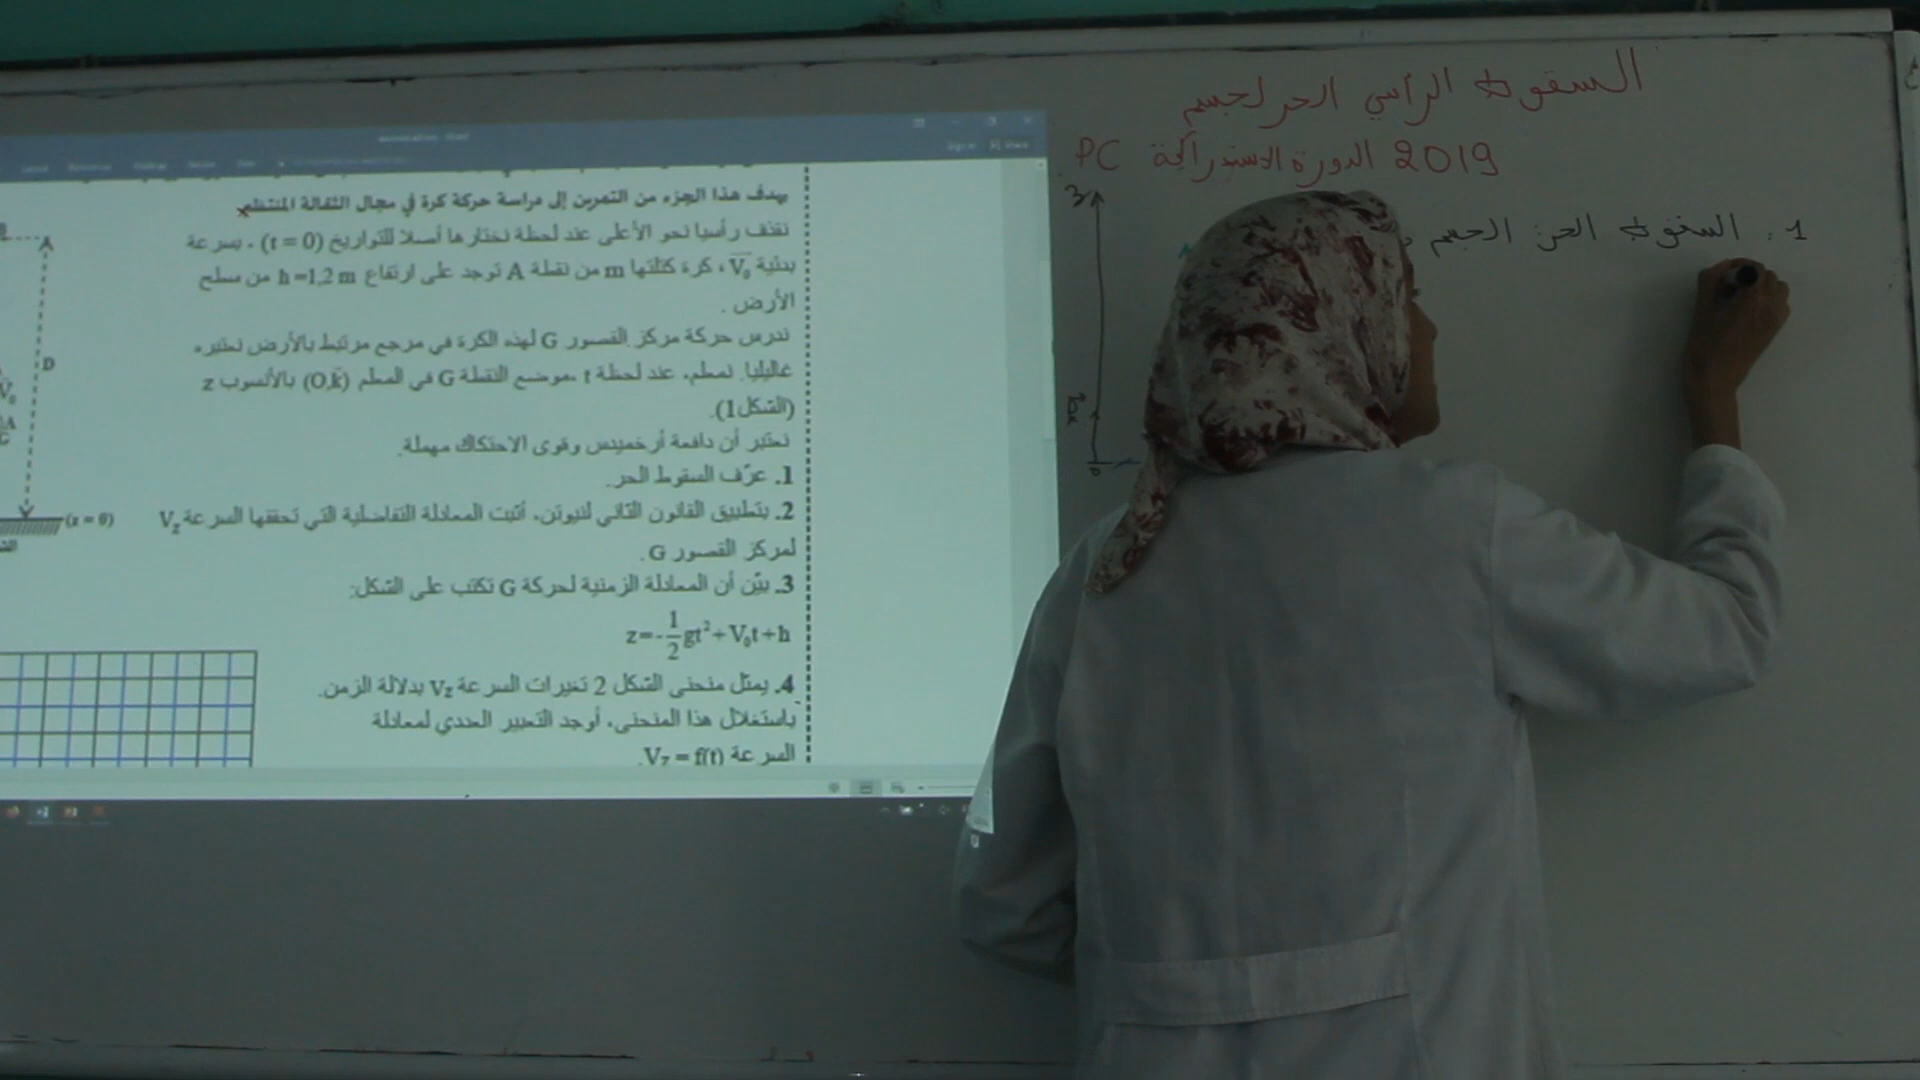 السقوط الرأسي الحر لجسم
2019 الدورة الاستدراكية PC
1. السقوط الحر: الجسم
z
k
o
يهدف هذا الجزء من التمرين إلى دراسة حركة كرة في مجال الثقالة المنتظم
نقذف رأسيا نحو الأعلى عند لحظة نختارها أصلا للتواريخ (t = 0) ، بسرعة
بدئية V₀ ، كرة كتلتها m من نقطة A توجد على ارتفاع h=1,2 m من سطح
الأرض .
ندرس حركة مركز القصور G لهذه الكرة في مرجع مرتبط بالأرض نعتبره
غاليليا. نمعلم، عند لحظة t ،موضع النقطة G في المعلم (O,k) بالأنسوب z
(الشكل1).
نعتبر أن دافعة أرخميدس وقوى الاحتكاك مهملة.
1. عرّف السقوط الحر.
2. بتطبيق القانون الثاني لنيوتن، أثبت المعادلة التفاضلية التي تحققها السرعة Vz
لمركز القصور G.
3. بيّن أن المعادلة الزمنية لحركة G تكتب على الشكل:
z=-1/2 gt²+V₀t+h
4. يمثل منحنى الشكل 2 تغيرات السرعة Vz بدلالة الزمن.
باستغلال هذا المنحنى، أوجد التعبير العددي لمعادلة
السرعة Vz = f(t).
D
V₀
A
G
(z = 0)